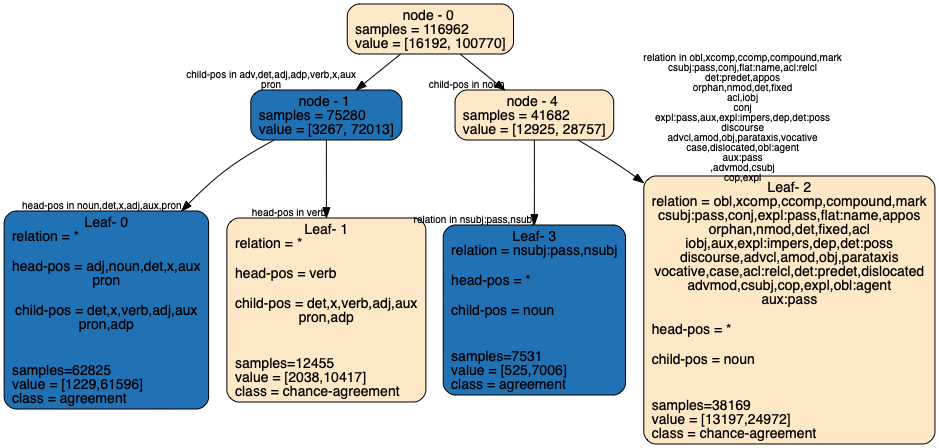 node - 0
samples = 116962
value = [16192, 100770]
child-pos in adv,det,adj,adp,verb,x,aux
pron
child-pos in noun
relation in obl,xcomp,ccomp,compound,mark
csubj:pass,conj,flat:name,acl:relcl
det:predet,appos
orphan,nmod,det,fixed
acl,iobj
conj
expl:pass,aux,expl:impers,dep,det:poss
discourse
advcl,amod,obj,parataxis,vocative
case,dislocated,obl:agent
aux:pass
,advmod,csubj
cop,expl
node - 1
samples = 75280
value = [3267, 72013]
node - 4
samples = 41682
value = [12925, 28757]
head-pos in noun,det,x,adj,aux,pron
head-pos in verb
relation in nsubj:pass,nsubj
Leaf- 0
relation = *
head-pos = adj,noun,det,x,aux
pron
child-pos = det,x,verb,adj,aux
pron,adp
samples=62825
value = [1229,61596]
class = agreement
Leaf- 1
relation = *
head-pos = verb
child-pos = det,x,verb,adj,aux
pron,adp
samples=12455
value = [2038,10417]
class = chance-agreement
Leaf- 3
relation = nsubj:pass,nsubj
head-pos = *
child-pos = noun
samples=7531
value = [525,7006]
class = agreement
Leaf- 2
relation = obl,xcomp,ccomp,compound,mark
csubj:pass,conj,expl:pass,flat:name,appos
orphan,nmod,det,fixed,acl
iobj,aux,expl:impers,dep,det:poss
discourse,advcl,amod,obj,parataxis
vocative,case,acl:relcl,det:predet,dislocated
advmod,csubj,cop,expl,obl:agent
aux:pass
head-pos = *
child-pos = noun
samples=38169
value = [13197,24972]
class = chance-agreement